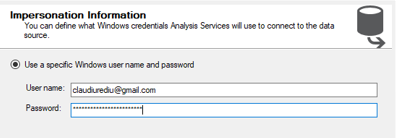 Impersonation Information
You can define what Windows credentials Analysis Services will use to connect to the data
source.
Use a specific Windows user name and password
User name: claudiurediu@gmail.com
Password: ************************